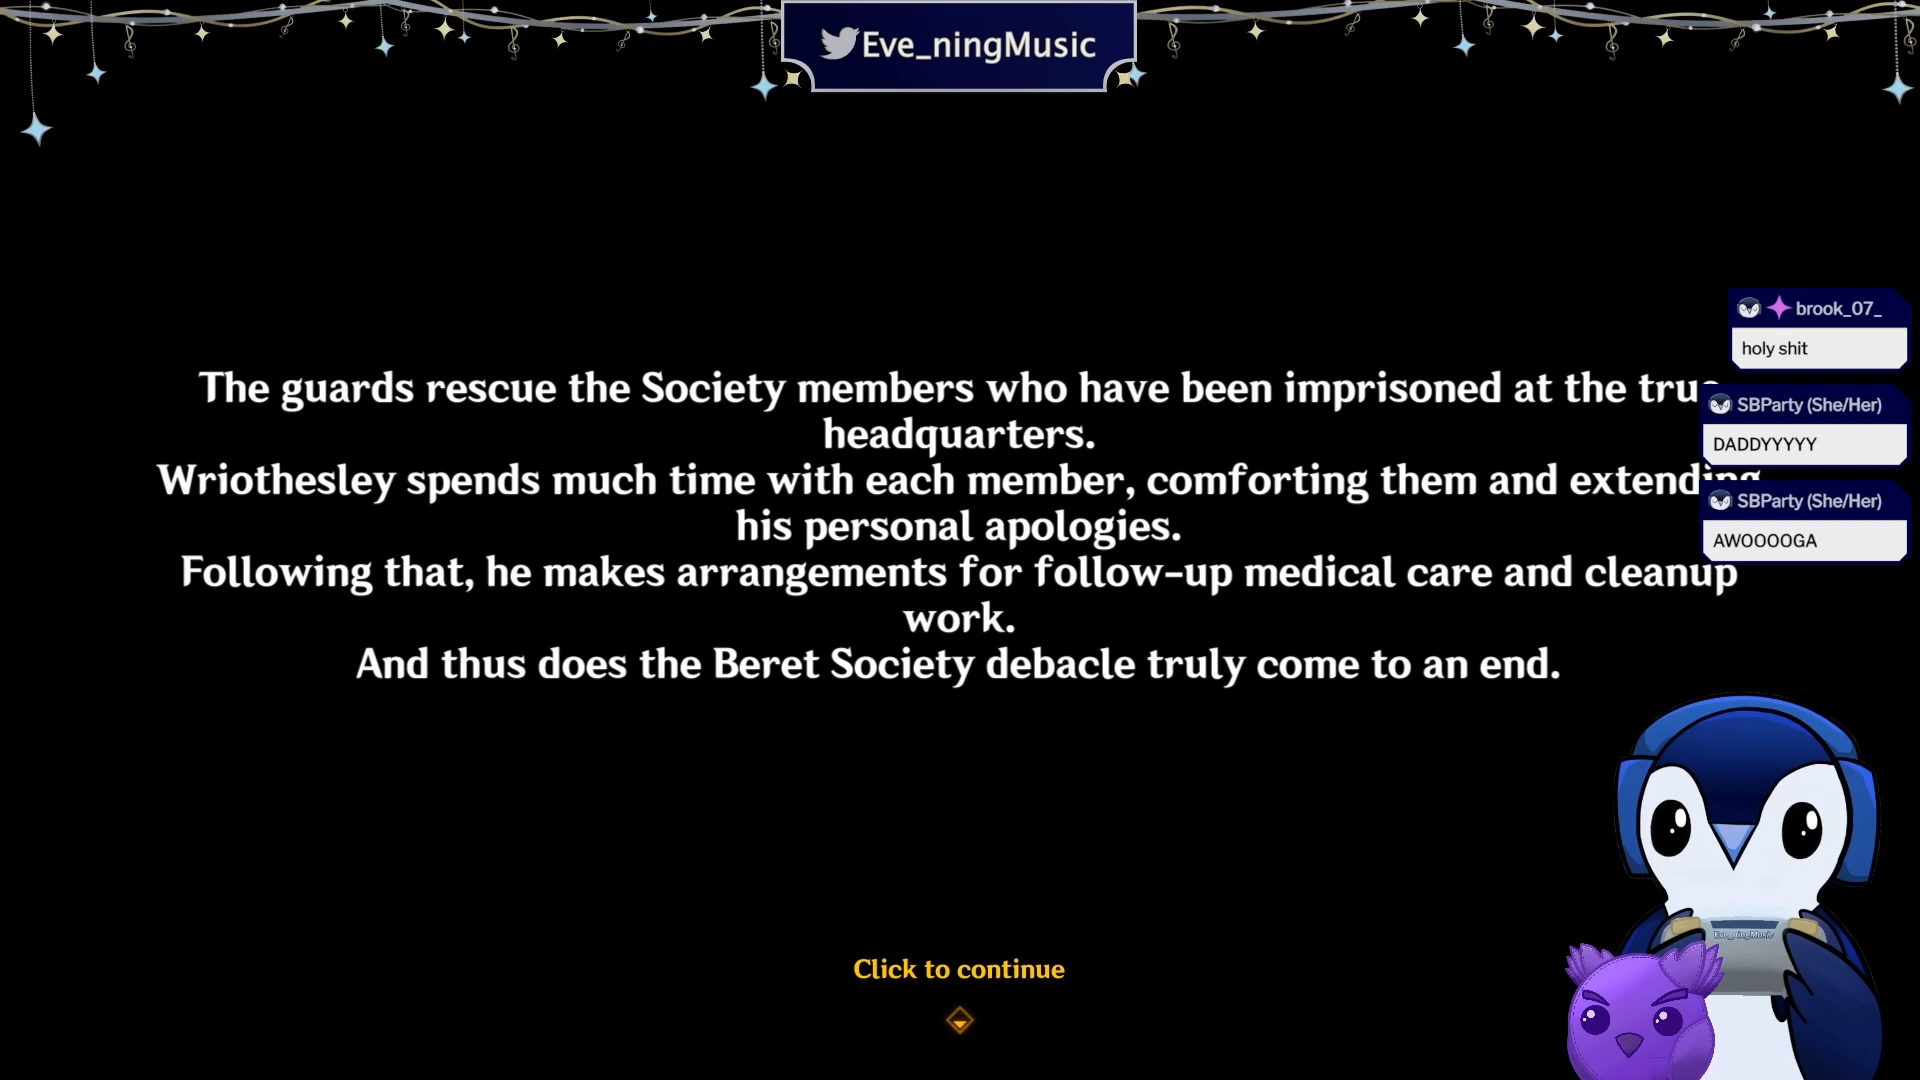 Eve_ningMusic
The guards rescue the Society members who have been imprisoned at the true
headquarters.
Wriothesley spends much time with each member, comforting them and extending
his personal apologies.
Following that, he makes arrangements for follow-up medical care and cleanup
work.
And thus does the Beret Society debacle truly come to an end.
Click to continue
brook_07_
holy shit
SBParty (She/Her)
DADDYYYYY
SBParty (She/Her)
AWOOOOGA
Eve_ningMusic